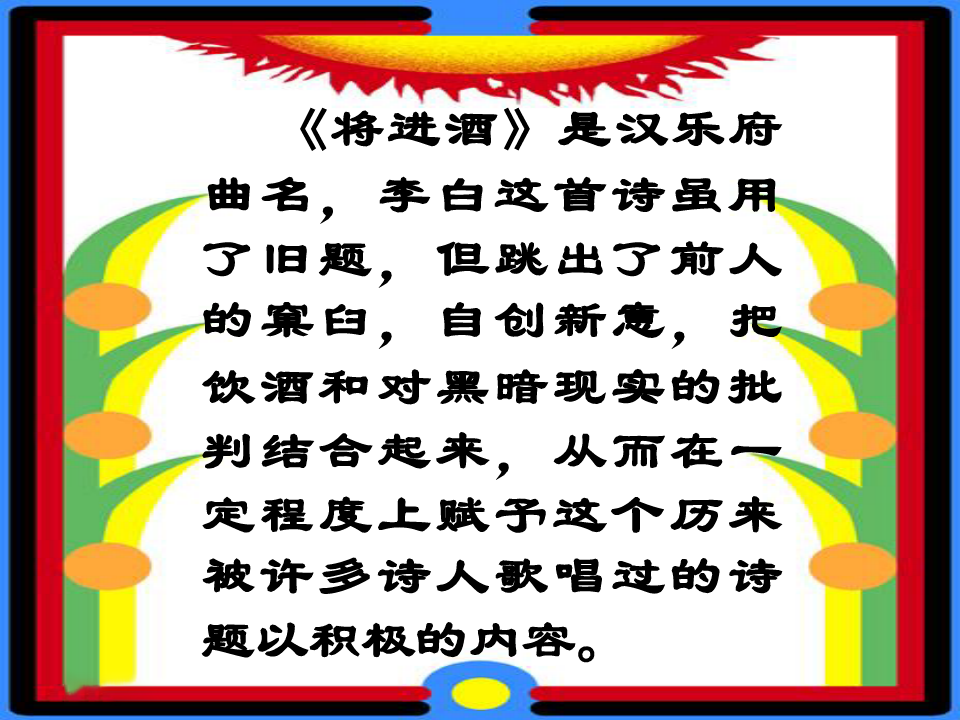 《将进酒》是汉乐府
曲名，李白这首诗虽用
了旧题，但跳出了前人
的窠臼，自创新意，把
饮酒和对黑暗现实的批
判结合起来，从而在一
定程度上赋予这个历来
被许多诗人歌唱过的诗
题以积极的内容。